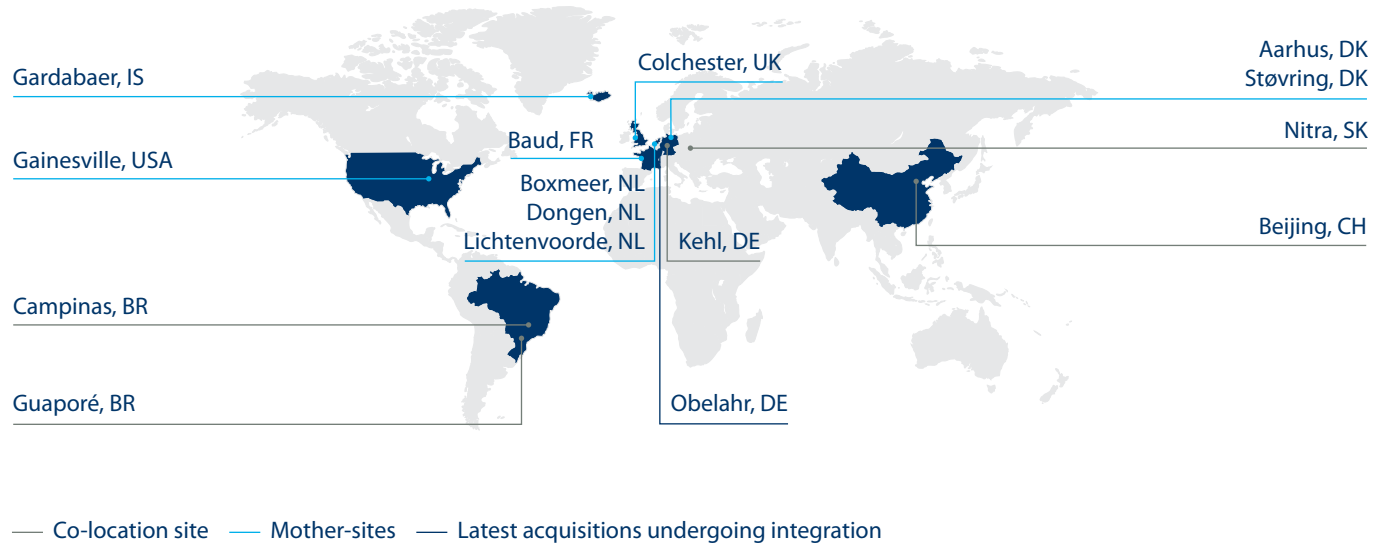 Gardabaer, IS
Colchester, UK
Aarhus, DK
Støvring, DK
Gainesville, USA
Baud, FR
Nitra, SK
Boxmeer, NL
Dongen, NL
Lichtenvoorde, NL
Kehl, DE
Beijing, CH
Campinas, BR
Guaporé, BR
Obelahr, DE
Co-location site Mother-sites Latest acquisitions undergoing integration